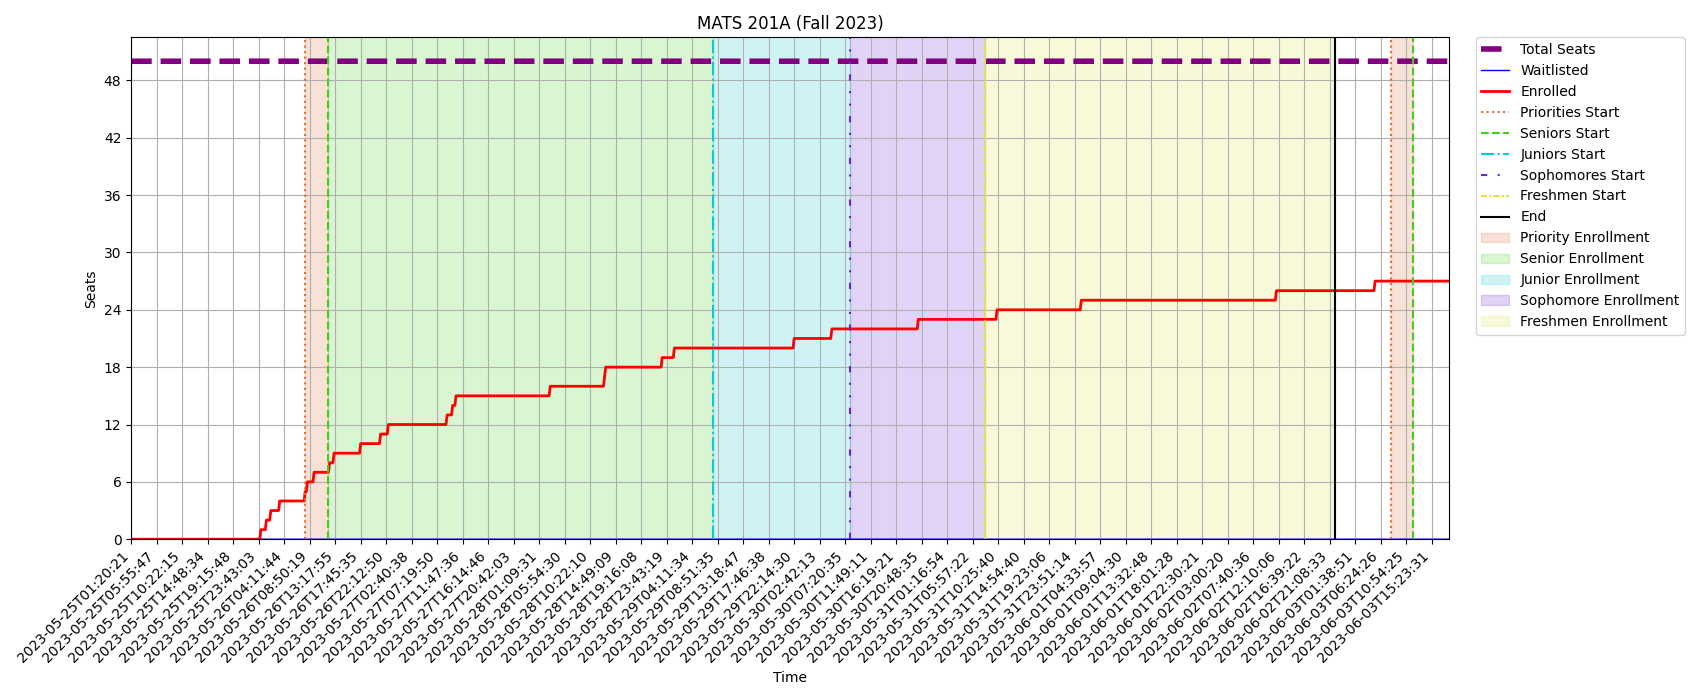 MATS 201A (Fall 2023)
Seats
48
42
36
30
24
18
12
6
0
2023-05-25T01:20:21
2023-05-25T05:55:47
2023-05-25T10:22:15
2023-05-25T14:48:34
2023-05-25T19:15:48
2023-05-25T23:43:03
2023-05-26T04:11:44
2023-05-26T08:50:19
2023-05-26T13:17:55
2023-05-26T17:45:35
2023-05-26T22:12:50
2023-05-27T02:40:38
2023-05-27T07:19:50
2023-05-27T11:47:36
2023-05-27T16:14:46
2023-05-27T20:42:03
2023-05-28T01:09:31
2023-05-28T05:54:30
2023-05-28T10:22:10
2023-05-28T14:49:09
2023-05-28T19:16:08
2023-05-28T23:43:19
2023-05-29T04:11:34
2023-05-29T08:51:35
2023-05-29T13:18:47
2023-05-29T17:46:38
2023-05-29T22:14:30
2023-05-30T02:42:13
2023-05-30T07:20:35
2023-05-30T11:49:11
2023-05-30T16:19:21
2023-05-30T20:48:35
2023-05-31T01:16:54
2023-05-31T05:57:22
2023-05-31T10:25:40
2023-05-31T14:54:40
2023-05-31T19:23:06
2023-05-31T23:51:14
2023-06-01T04:33:57
2023-06-01T09:04:30
2023-06-01T13:32:48
2023-06-01T18:01:28
2023-06-01T22:30:21
2023-06-02T03:00:20
2023-06-02T07:40:36
2023-06-02T12:10:06
2023-06-02T16:39:22
2023-06-02T21:08:33
2023-06-03T01:38:51
2023-06-03T06:24:26
2023-06-03T10:54:25
2023-06-03T15:23:31
Time
Total Seats
Waitlisted
Enrolled
Priorities Start
Seniors Start
Juniors Start
Sophomores Start
Freshmen Start
End
Priority Enrollment
Senior Enrollment
Junior Enrollment
Sophomore Enrollment
Freshmen Enrollment